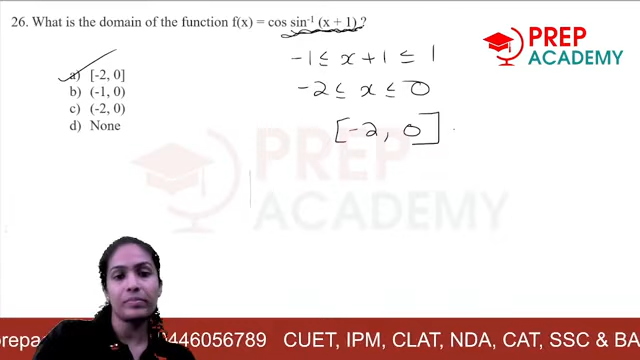 26. What is the domain of the function f(x) = cos sin⁻¹ (x + 1) ?
a) [-2, 0]
b) (-1, 0)
c) (-2, 0)
d) None
-1 ≤ x + 1 ≤ 1
-2 ≤ x ≤ 0
[-2, 0]
PREP
ACADEMY
PREP
ACADEMY
446056789 CUET, IPM, CLAT, NDA, CAT, SSC & BA